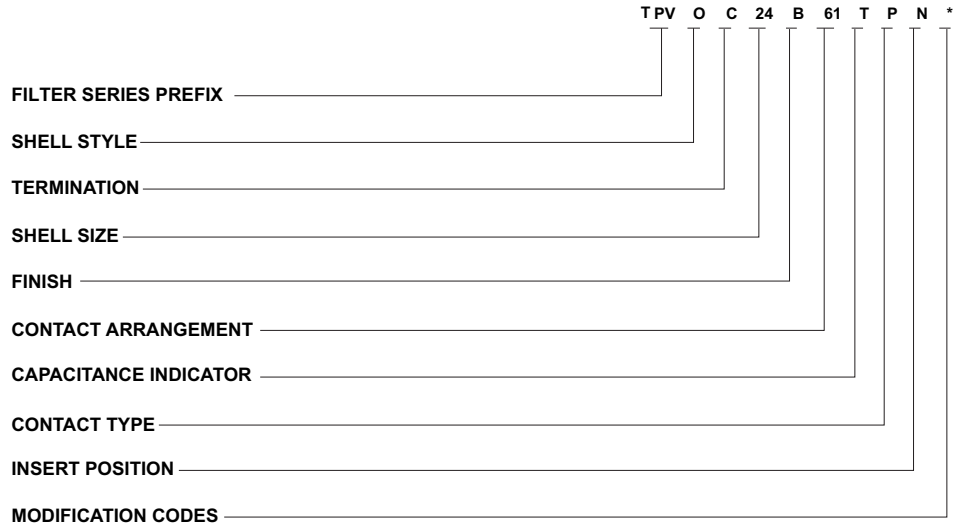 T PV O C 24 B 61 T P N *
FILTER SERIES PREFIX
SHELL STYLE
TERMINATION
SHELL SIZE
FINISH
CONTACT ARRANGEMENT
CAPACITANCE INDICATOR
CONTACT TYPE
INSERT POSITION
MODIFICATION CODES